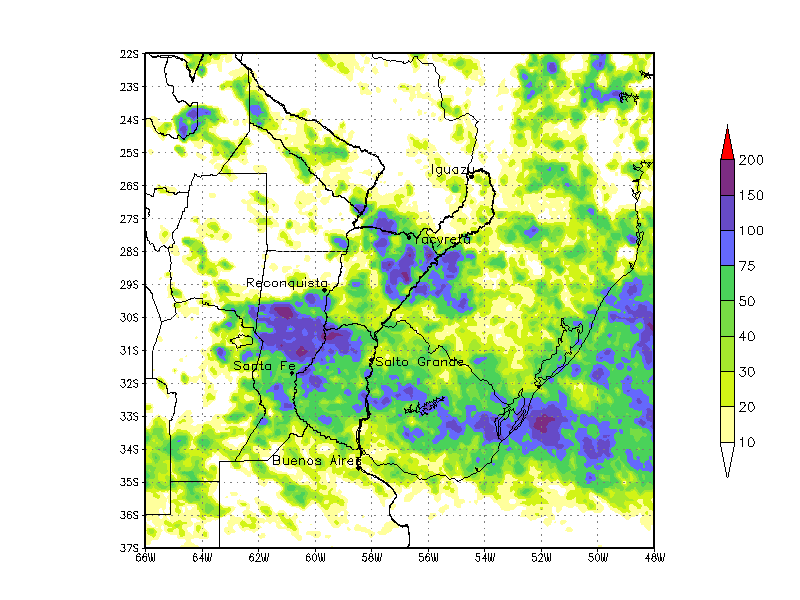 22S
23S
24S
25S
26S
27S
28S
29S
30S
31S
32S
33S
34S
35S
36S
37S
66W 64W 62W 60W 58W 56W 54W 52W 50W 48W
Iguazu
Yacyreta
Reconquista
Santa Fe
Salto Grande
Buenos Aires
200
150
100
75
50
40
30
20
10